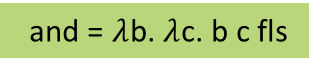 and = λb. λc. b c fls